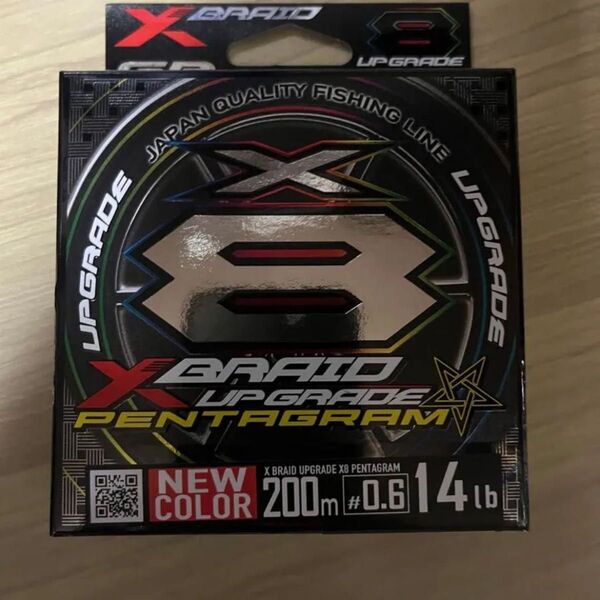 X BRAID
8
UPGRADE
JAPAN QUALITY FISHING LINE
UPGRADE
UPGRADE
X
8
X BRAID
UPGRADE
PENTAGRAM
NEW
COLOR
X BRAID UPGRADE X8 PENTAGRAM
200m #0.6 14lb